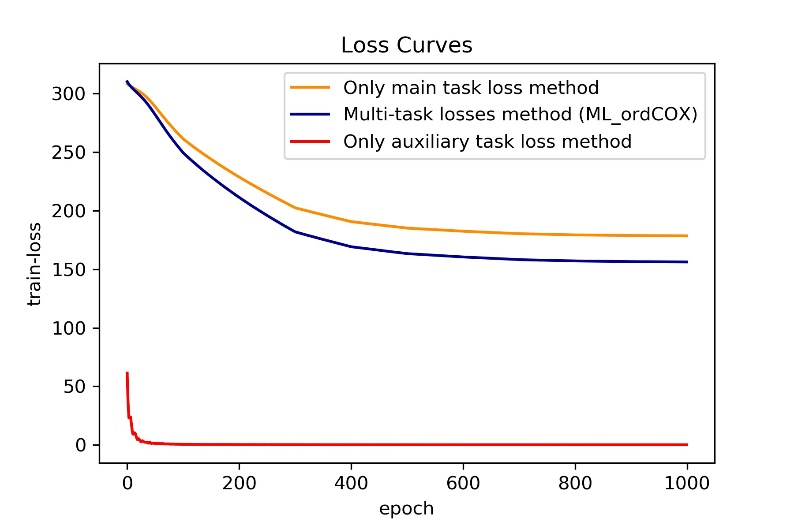 Loss Curves
Only main task loss method
Multi-task losses method (ML_ordCOX)
Only auxiliary task loss method
train-loss
300
250
200
150
100
50
0
0 200 400 600 800 1000
epoch